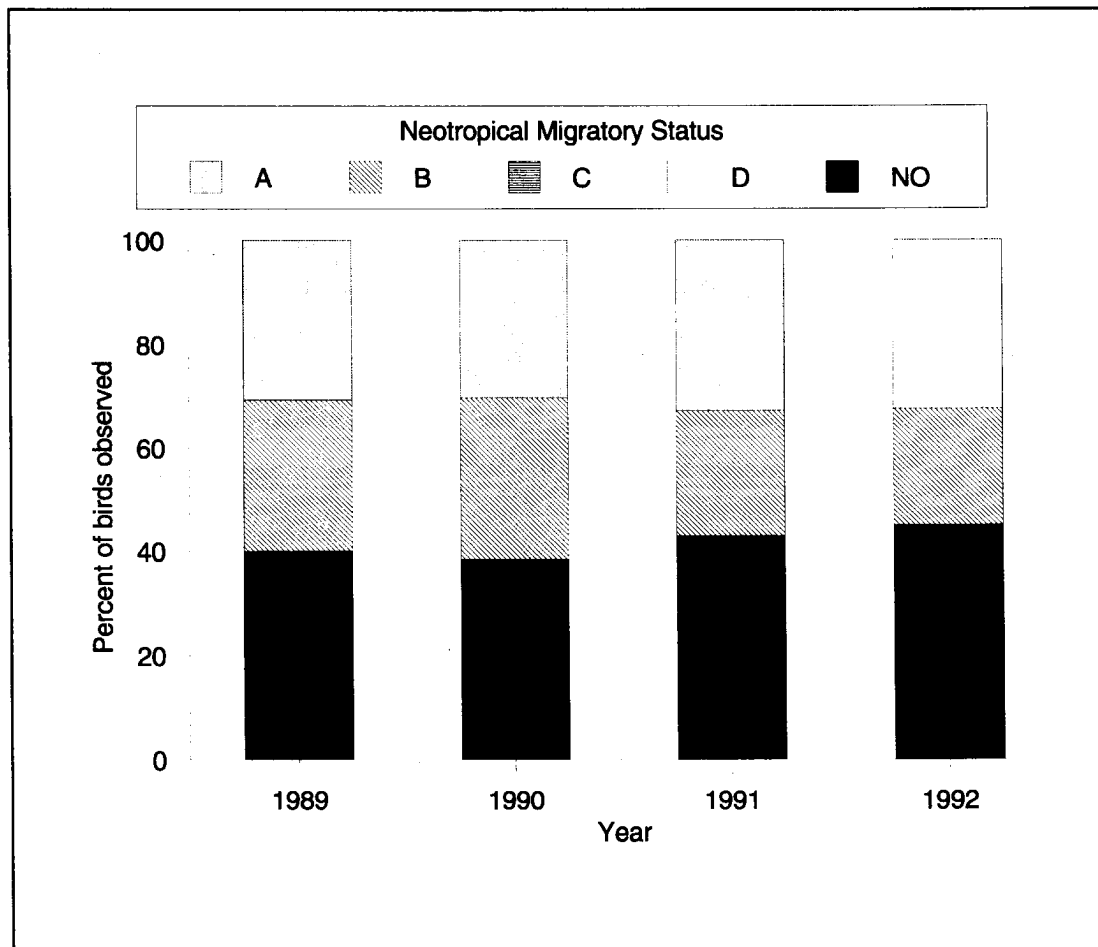 Neotropical Migratory Status
A B C D NO
100
80
60
40
20
0
Percent of birds observed
1989 1990 1991 1992
Year